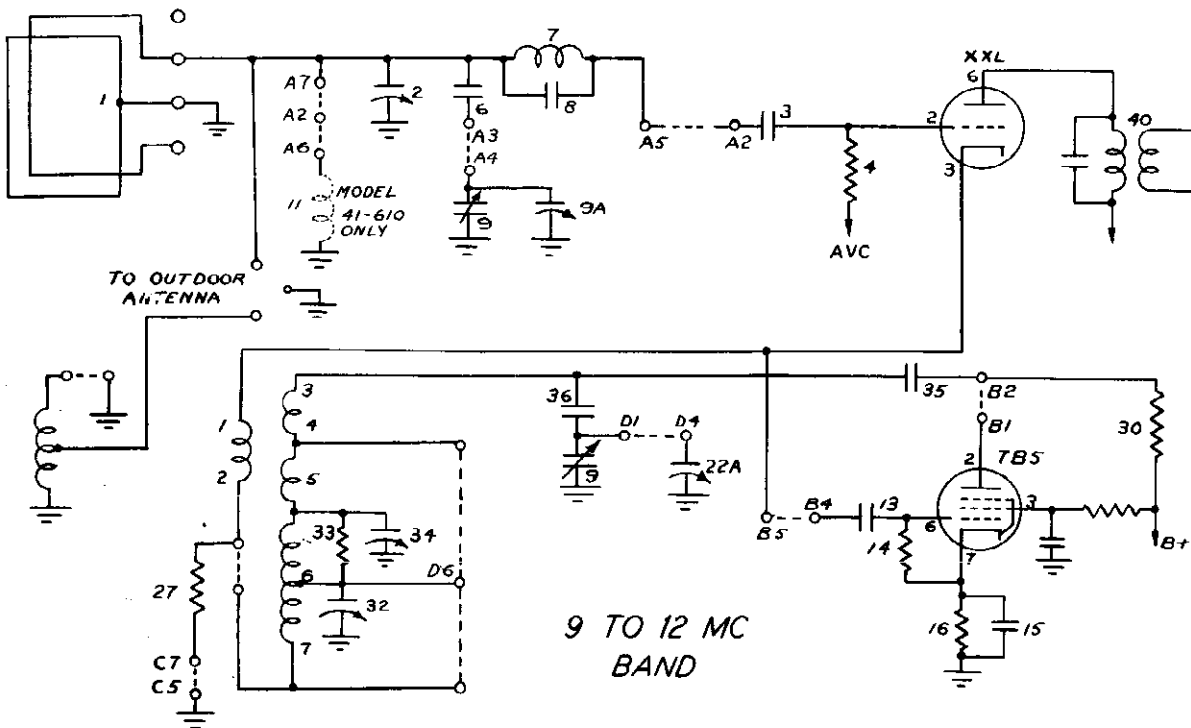 XXL
7
6
1
A7
2
6
8
3
40
A2
A3
A5
A2
2
A6
A4
4
3
11
MODEL
41-610
ONLY
9
9A
AVC
TO OUTDOOR
ANTENNA
3
36
35
B2
1
4
D1
D4
B1
30
2
5
9
22A
2
7B5
33
34
B5
B4
13
6
3
14
7
B+
27
6
D6
32
9 TO 12 MC
BAND
16
15
7
C7
C5